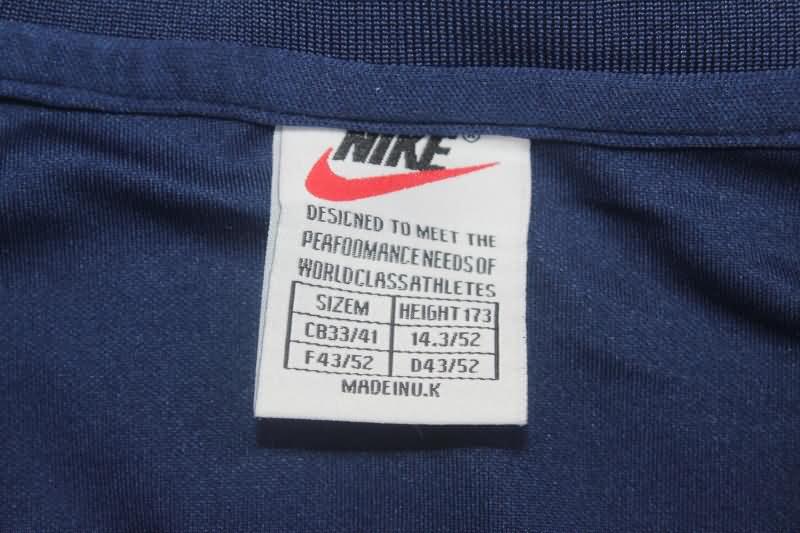 NIKE®
DESIGNED TO MEET THE
PEAFOOMANCE NEEDS OF
WORLDCLASSATHLETES
SIZEM HEIGHT173
CB33/41 14.3/52
F43/52 D43/52
MADEINU.K